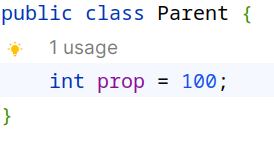 public class Parent {
1 usage
int prop = 100;
}